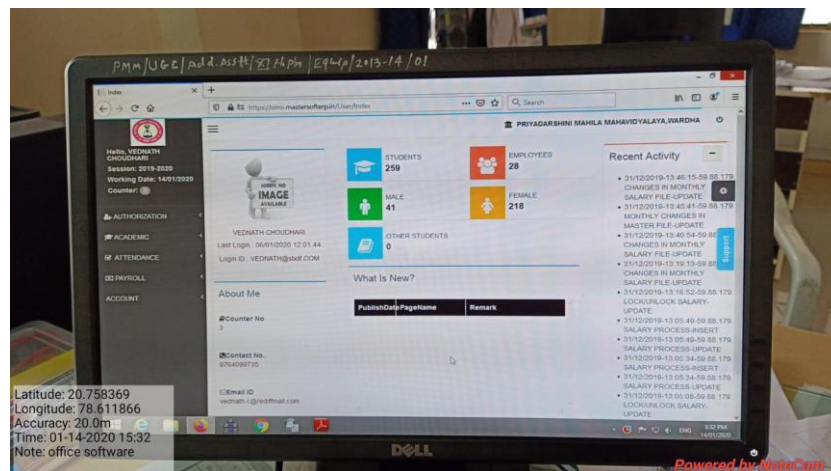 PMM/UGC/Add.Asstt/XI th pln/Equip/2013-14/01
Index
https://cims.mastersofterp.in/User/Index
Search
PRIYADARSHINI MAHILA MAHAVIDYALAYA,WARDHA
Hello, VEDNATH
CHOUDHARI
Session: 2019-2020
Working Date: 14/01/2020
Counter:
AUTHORIZATION
ACADEMIC
ATTENDANCE
PAYROLL
ACCOUNT
SORRY, NO
IMAGE
AVAILABLE
VEDNATH CHOUDHARI
Last Login : 06/01/2020 12.01.44
Login ID : VEDNATH@sbdf.COM
About Me
Counter No
3
Contact No.
9764099735
Email ID
vednath.c@rediffmail.com
STUDENTS
259
EMPLOYEES
28
MALE
41
FEMALE
218
OTHER STUDENTS
0
What Is New?
PublishDate PageName Remark
Recent Activity
31/12/2019-13:46:15-59.88.179
CHANGES IN MONTHLY
SALARY FILE-UPDATE
31/12/2019-13:45:41-59.88.179
MONTHLY CHANGES IN
MASTER FILE-UPDATE
31/12/2019-13:40:54-59.88
CHANGES IN MONTHLY
SALARY FILE-UPDATE
31/12/2019-13:19:13-59.88
CHANGES IN MONTHLY
SALARY FILE-UPDATE
31/12/2019-13:16:52-59.88.179
LOCK/UNLOCK SALARY-
UPDATE
31/12/2019-13:05:49-59.88.179
SALARY PROCESS-INSERT
31/12/2019-13:05:49-59.88.179
SALARY PROCESS-UPDATE
31/12/2019-13:05:34-59.88.179
SALARY PROCESS-INSERT
31/12/2019-13:05:34-59.88.179
SALARY PROCESS-UPDATE
31/12/2019-13:05:08-59.88.179
LOCK/UNLOCK SALARY-
UPDATE
Support
ENG
3:32 PM
14/01/2020
DELL
Latitude: 20.758369
Longitude: 78.611866
Accuracy: 20.0m
Time: 01-14-2020 15:32
Note: office software
Powered by NoteCam